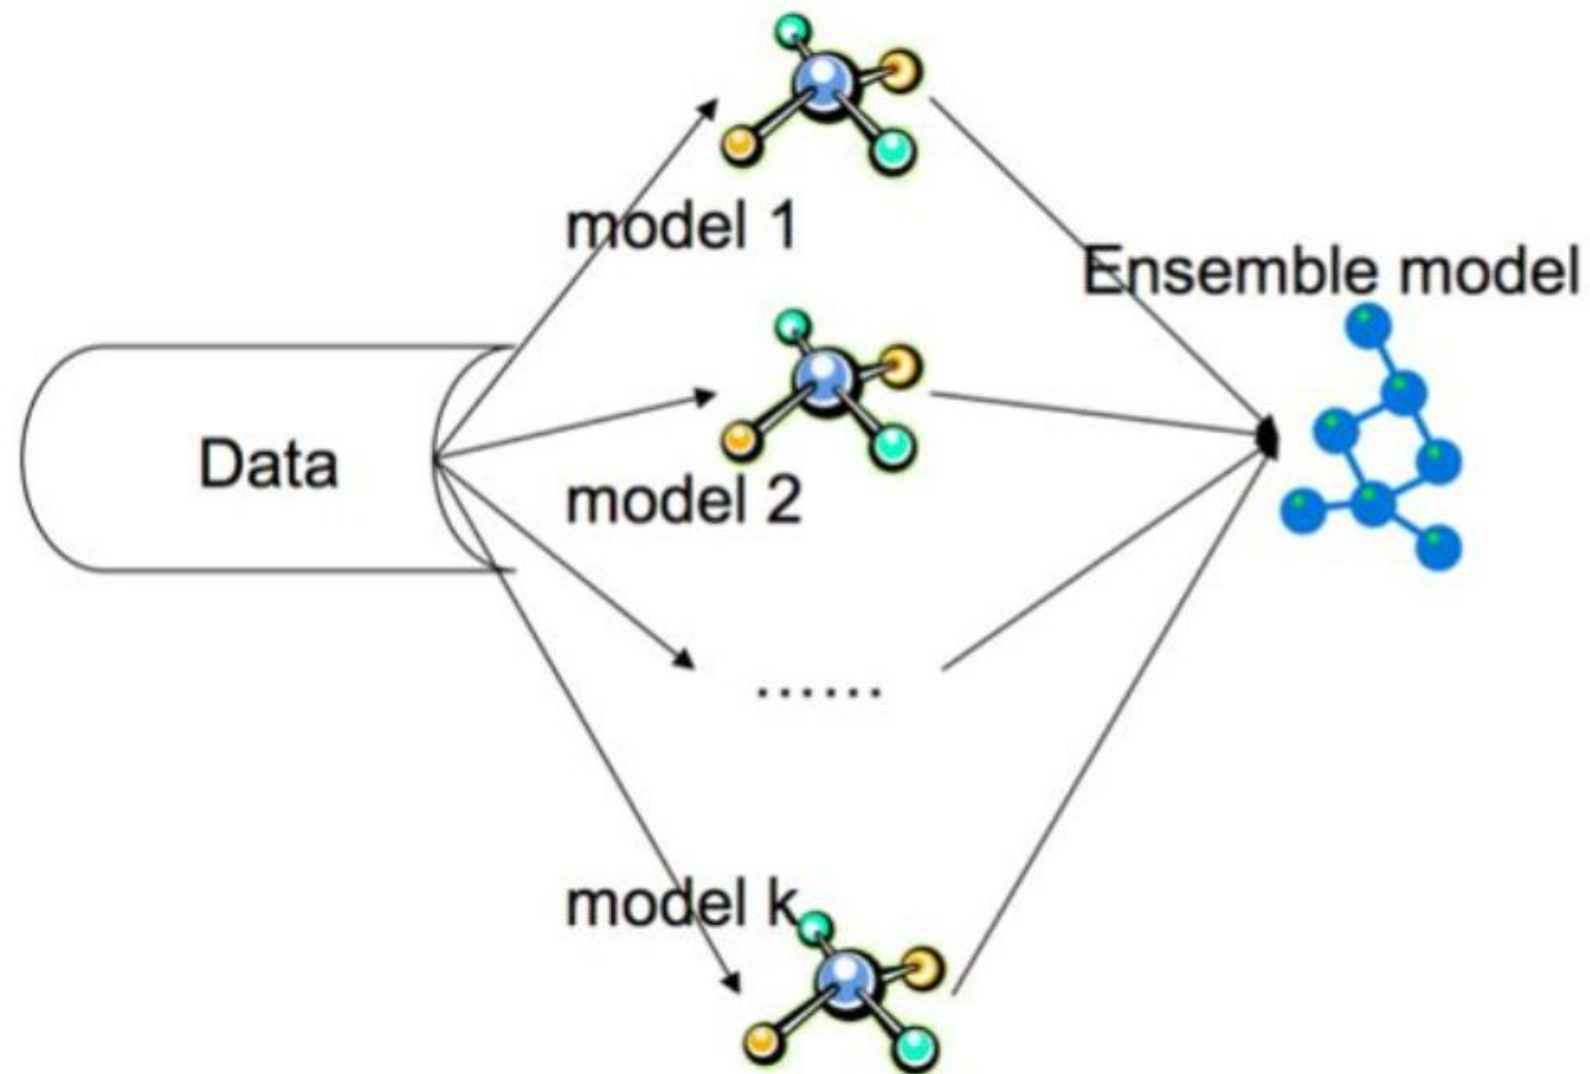 model 1
Ensemble model
Data
model 2
......
model k